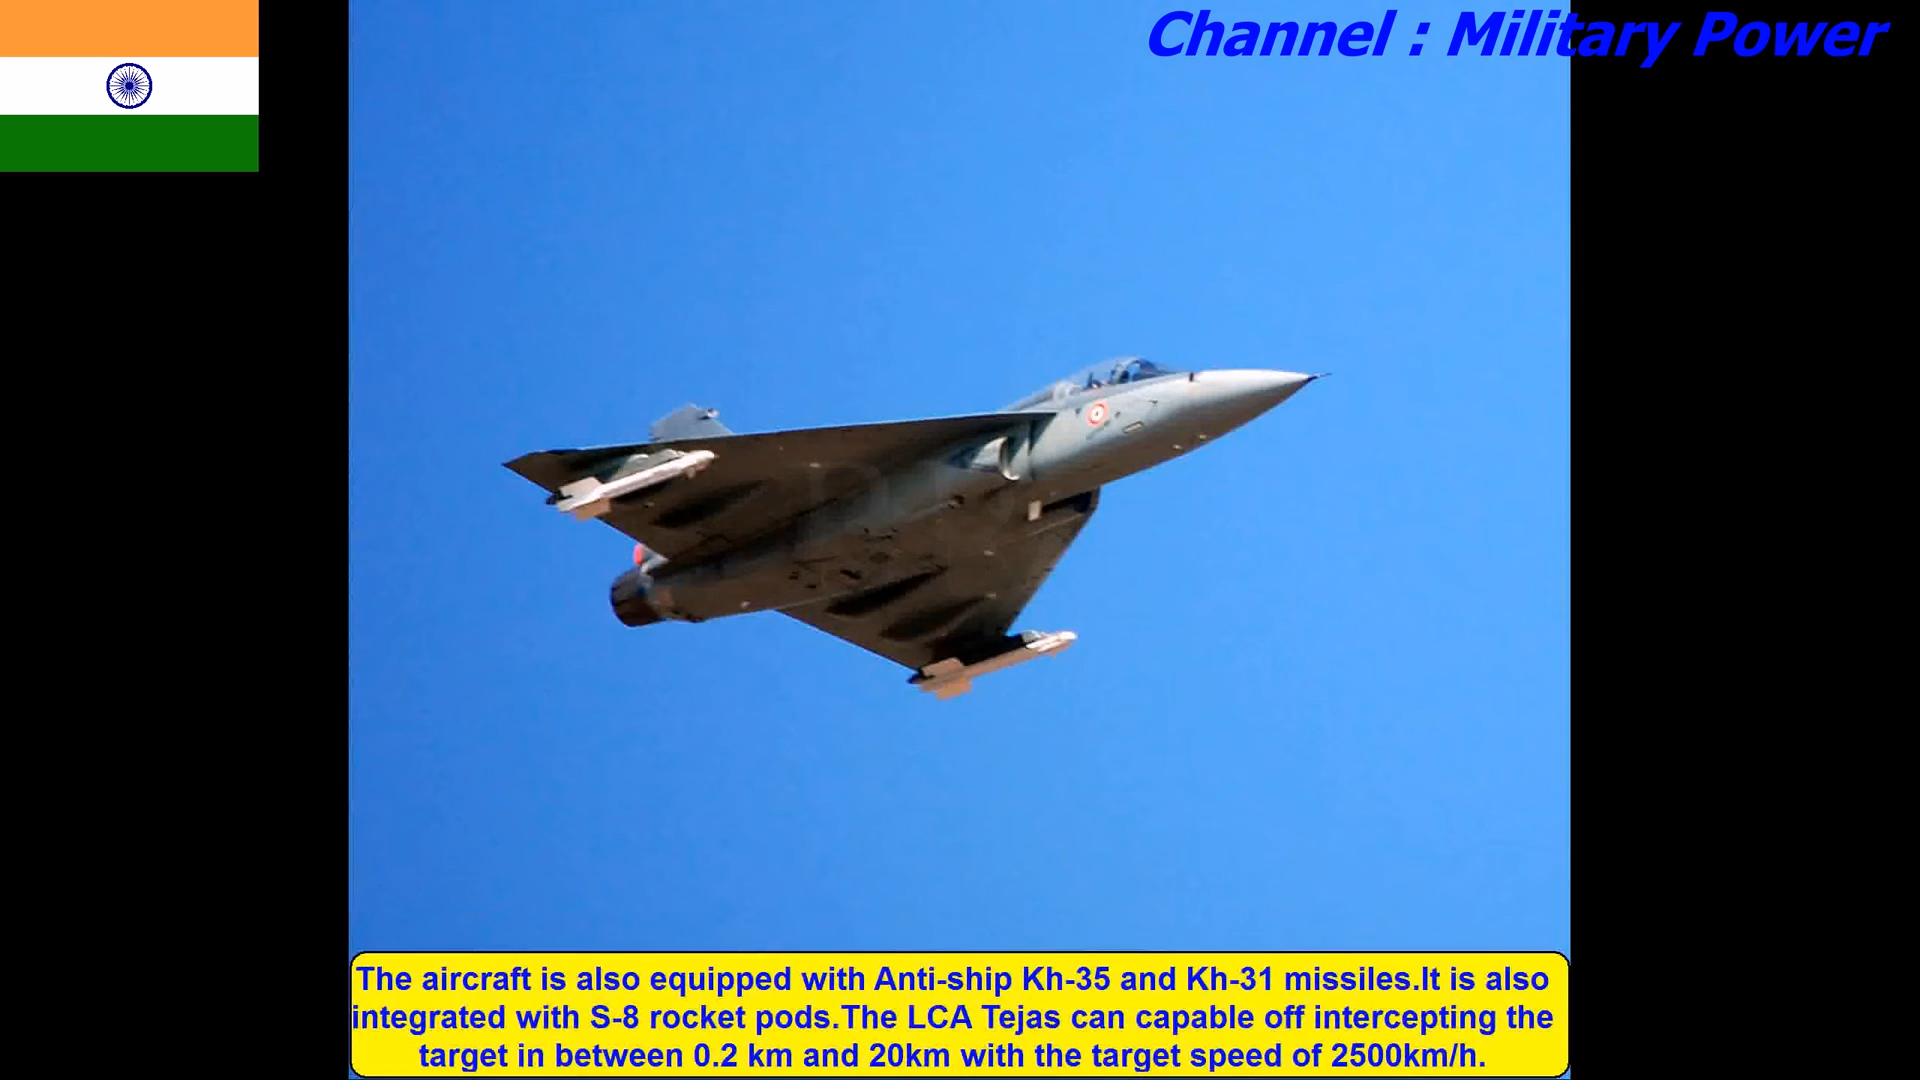 Channel : Military Power
The aircraft is also equipped with Anti-ship Kh-35 and Kh-31 missiles.It is also
integrated with S-8 rocket pods.The LCA Tejas can capable off intercepting the
target in between 0.2 km and 20km with the target speed of 2500km/h.